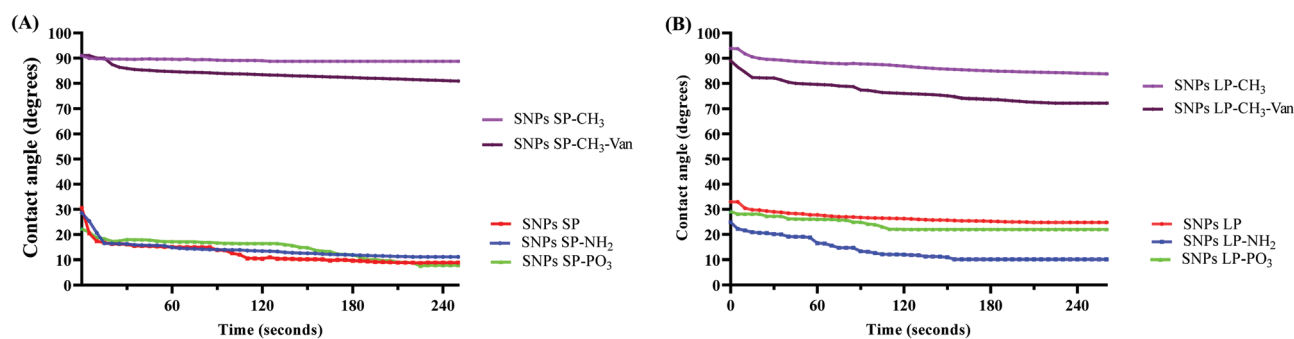 (A)
Contact angle (degrees)
100
90
80
70
60
50
40
30
20
10
0
60
120
180
240
Time (seconds)
SNPs SP-CH₃
SNPs SP-CH₃-Van
SNPs SP
SNPs SP-NH₂
SNPs SP-PO₃
(B)
Contact angle (degrees)
100
90
80
70
60
50
40
30
20
10
0
0
60
120
180
240
Time (seconds)
SNPs LP-CH₃
SNPs LP-CH₃-Van
SNPs LP
SNPs LP-NH₂
SNPs LP-PO₃